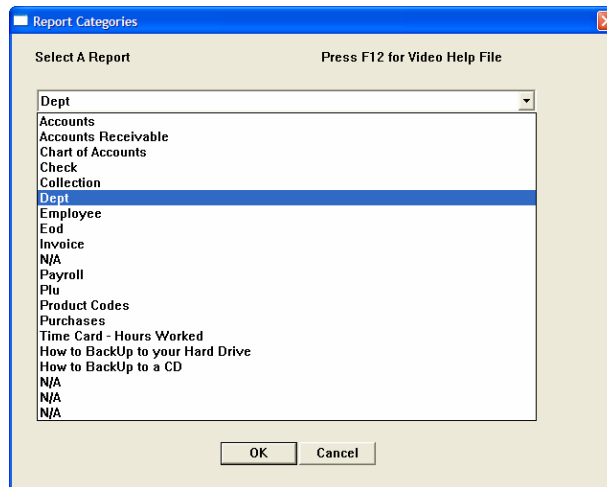 Report Categories
Select A Report Press F12 for Video Help File
Dept
Accounts
Accounts Receivable
Chart of Accounts
Check
Collection
Dept
Employee
Eod
Invoice
N/A
Payroll
Plu
Product Codes
Purchases
Time Card - Hours Worked
How to BackUp to your Hard Drive
How to BackUp to a CD
N/A
N/A
N/A
OK Cancel